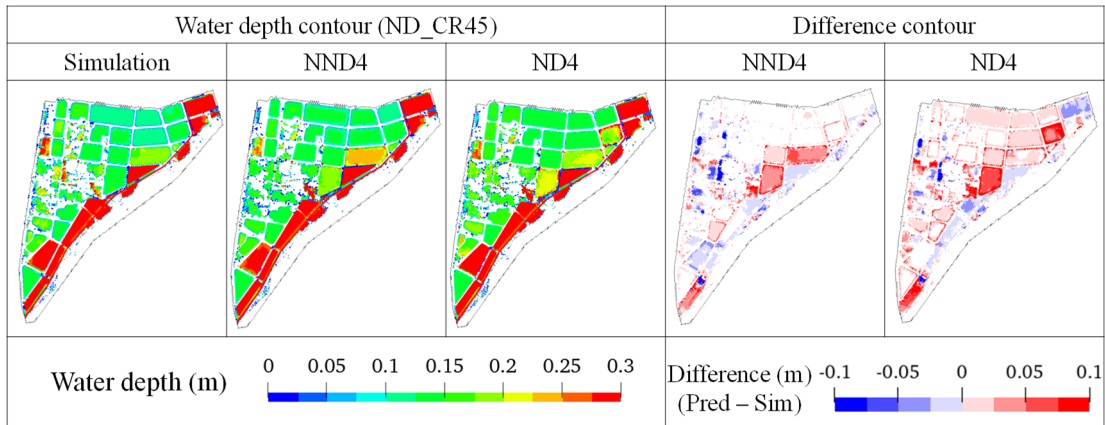 Water depth contour (ND_CR45)
Difference contour
Simulation
NND4
ND4
NND4
ND4
Water depth (m)
0 0.05 0.1 0.15 0.2 0.25 0.3
Difference (m)
(Pred – Sim)
-0.1 -0.05 0 0.05 0.1